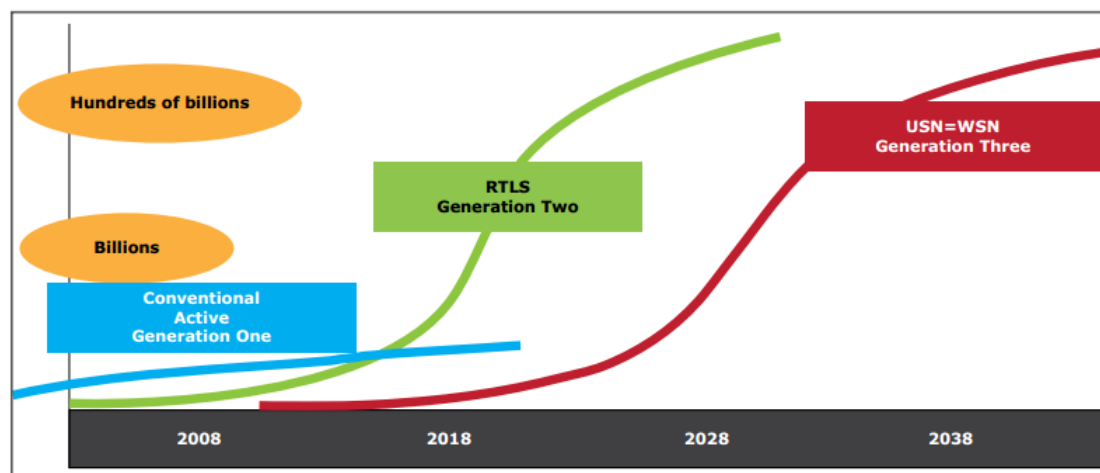 Hundreds of billions
USN=WSN
Generation Three
RTLS
Generation Two
Billions
Conventional
Active
Generation One
2008
2018
2028
2038